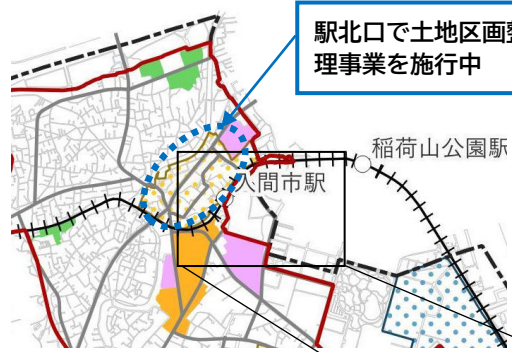 駅北口で土地区画整
理事業を施行中
稲荷山公園駅
入間市駅